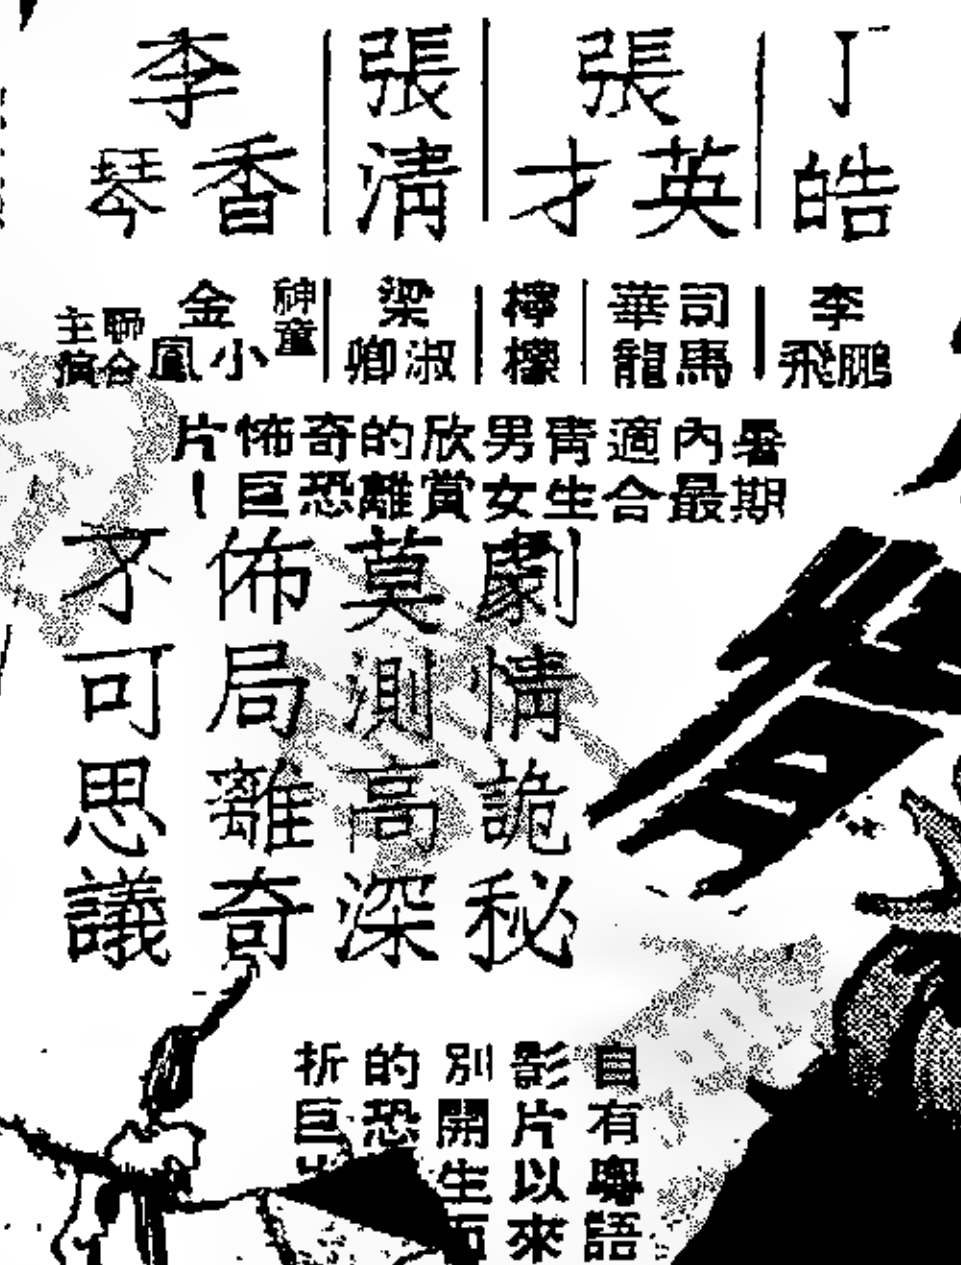 丁皓
張英才
張清
李香琴
李鵬飛
司馬華龍
檸檬
梁淑卿
神童
金小鳳
聯合
主演
暑期內最適合青生男女欣賞的離奇恐怖巨片！
劇情詭秘
莫測高深
佈局離奇
不可思議
自有粵語
影片以來
別開生面
的恐
折巨